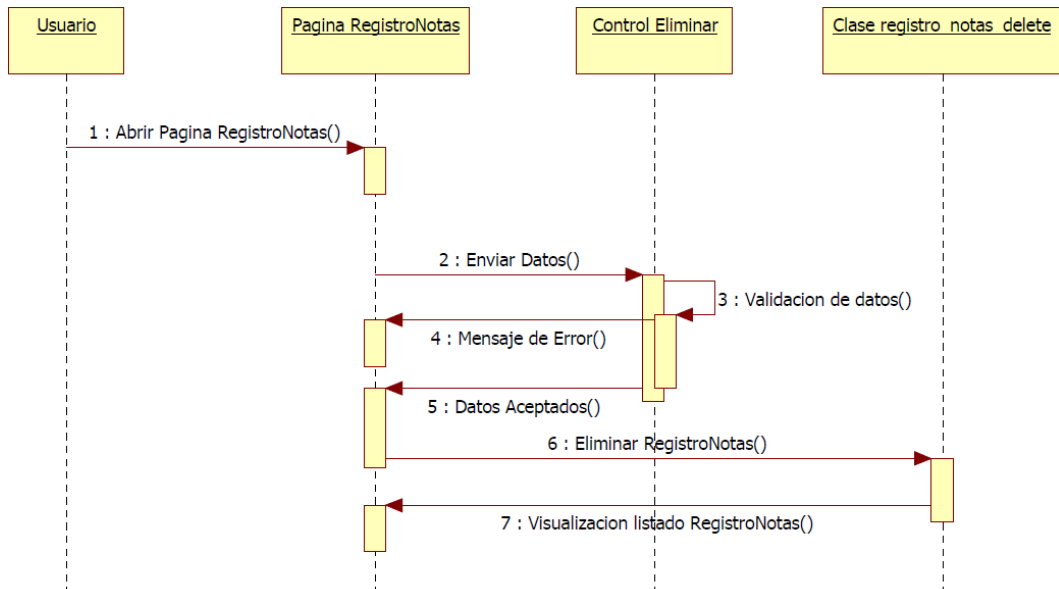 Usuario
Pagina RegistroNotas
Control Eliminar
Clase registro_notas_delete
1 : Abrir Pagina RegistroNotas()
2 : Enviar Datos()
3 : Validacion de datos()
4 : Mensaje de Error()
5 : Datos Aceptados()
6 : Eliminar RegistroNotas()
7 : Visualizacion listado RegistroNotas()